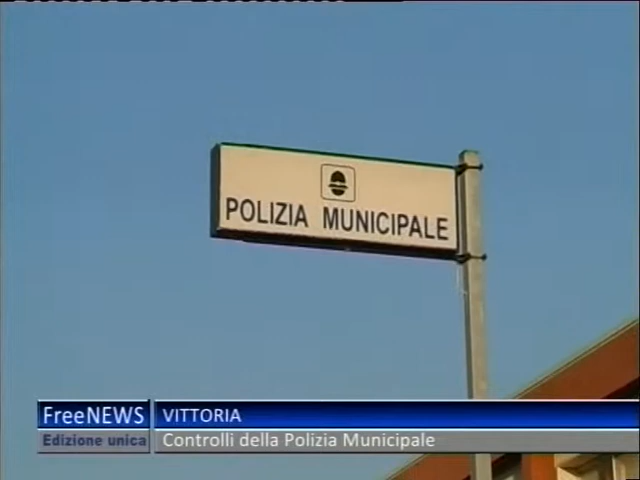 POLIZIA MUNICIPALE
FreeNEWS
VITTORIA
Edizione unica
Controlli della Polizia Municipale